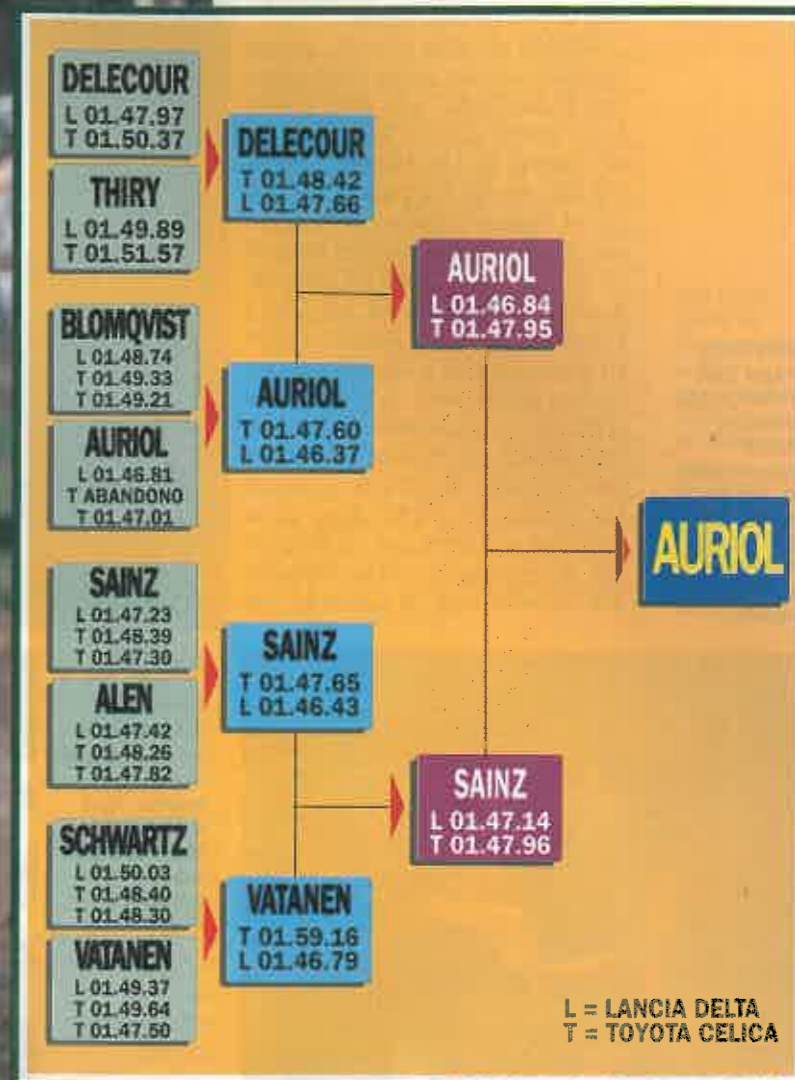 DELECOUR
L 01.47.97
T 01.50.37
THIRY
L 01.49.89
T 01.51.57
BLOMQVIST
L 01.48.74
T 01.49.33
T 01.49.21
AURIOL
L 01.46.81
T ABANDONO
T 01.47.01
SAINZ
L 01.47.23
T 01.48.39
T 01.47.30
ALEN
L 01.47.42
T 01.48.26
T 01.47.82
SCHWARTZ
L 01.50.03
T 01.48.40
T 01.48.30
VATANEN
L 01.49.37
T 01.49.64
T 01.47.50
DELECOUR
T 01.48.42
L 01.47.66
AURIOL
T 01.47.60
L 01.46.37
SAINZ
T 01.47.65
L 01.46.43
VATANEN
T 01.59.16
L 01.46.79
AURIOL
L 01.46.84
T 01.47.95
SAINZ
L 01.47.14
T 01.47.96
AURIOL
L = LANCIA DELTA
T = TOYOTA CELICA